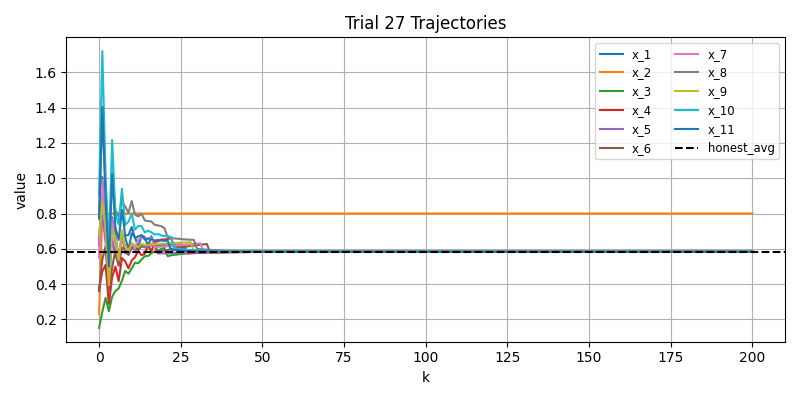 Trial 27 Trajectories
value
1.6
1.4
1.2
1.0
0.8
0.6
0.4
0.2
x_1
x_2
x_3
x_4
x_5
x_6
x_7
x_8
x_9
x_10
x_11
honest_avg
0 25 50 75 100 125 150 175 200
k